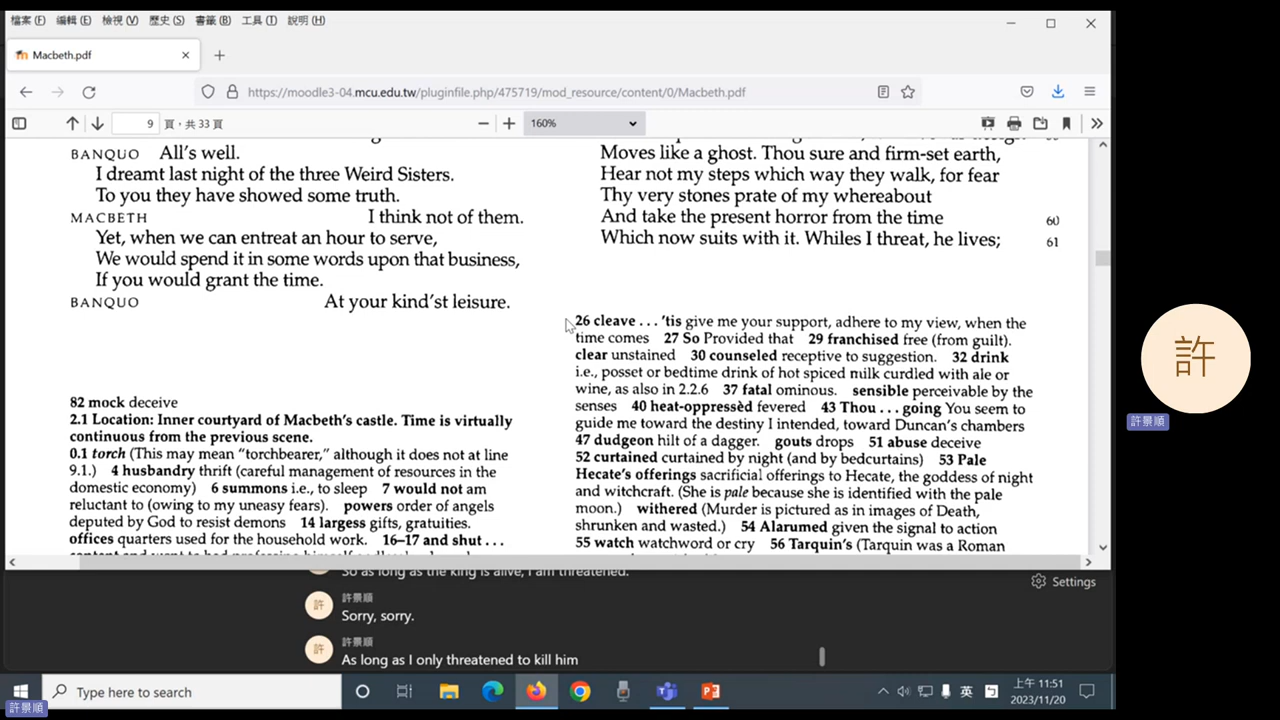 檔案(F) 編輯(E) 檢視(V) 歷史(S) 書籤(B) 工具(T) 說明(H)
Macbeth.pdf
https://moodle3-04.mcu.edu.tw/pluginfile.php/475719/mod_resource/content/0/Macbeth.pdf
9 頁，共 33 頁
160%
BANQUO All's well.
I dreamt last night of the three Weird Sisters.
To you they have showed some truth.
MACBETH I think not of them.
Yet, when we can entreat an hour to serve,
We would spend it in some words upon that business,
If you would grant the time.
BANQUO At your kind'st leisure.
82 mock deceive
2.1 Location: Inner courtyard of Macbeth's castle. Time is virtually
continuous from the previous scene.
0.1 torch (This may mean "torchbearer," although it does not at line
9.1.) 4 husbandry thrift (careful management of resources in the
domestic economy) 6 summons i.e., to sleep 7 would not am
reluctant to (owing to my uneasy fears). powers order of angels
deputed by God to resist demons 14 largess gifts, gratuities.
offices quarters used for the household work. 16–17 and shut . . .
Moves like a ghost. Thou sure and firm-set earth,
Hear not my steps which way they walk, for fear
Thy very stones prate of my whereabout
And take the present horror from the time 60
Which now suits with it. Whiles I threat, he lives; 61
26 cleave . . . 'tis give me your support, adhere to my view, when the
time comes 27 So Provided that 29 franchised free (from guilt).
clear unstained 30 counseled receptive to suggestion. 32 drink
i.e., posset or bedtime drink of hot spiced milk curdled with ale or
wine, as also in 2.2.6 37 fatal ominous. sensible perceivable by the
senses 40 heat-oppressèd fevered 43 Thou . . . going You seem to
guide me toward the destiny I intended, toward Duncan's chambers
47 dudgeon hilt of a dagger. gouts drops 51 abuse deceive
52 curtained curtained by night (and by bedcurtains) 53 Pale
Hecate's offerings sacrificial offerings to Hecate, the goddess of night
and witchcraft. (She is pale because she is identified with the pale
moon.) withered (Murder is pictured as in images of Death,
shrunken and wasted.) 54 Alarumed given the signal to action
55 watch watchword or cry 56 Tarquin's (Tarquin was a Roman
So as long as the king is alive, I am threatened.
Settings
許 許景順
Sorry, sorry.
許 許景順
As long as I only threatened to kill him
許
許景順
Type here to search
英
上午 11:51
2023/11/20
許景順